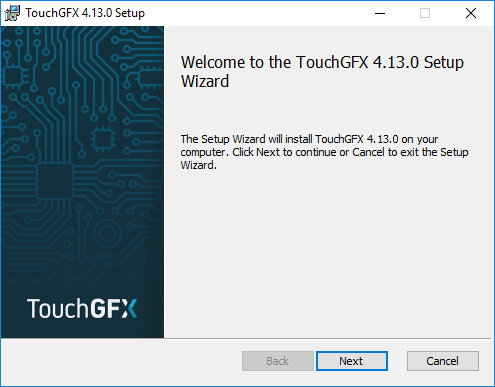 TouchGFX 4.13.0 Setup
Welcome to the TouchGFX 4.13.0 Setup
Wizard
The Setup Wizard will install TouchGFX 4.13.0 on your
computer. Click Next to continue or Cancel to exit the Setup
Wizard.
TouchGFX
Back Next Cancel